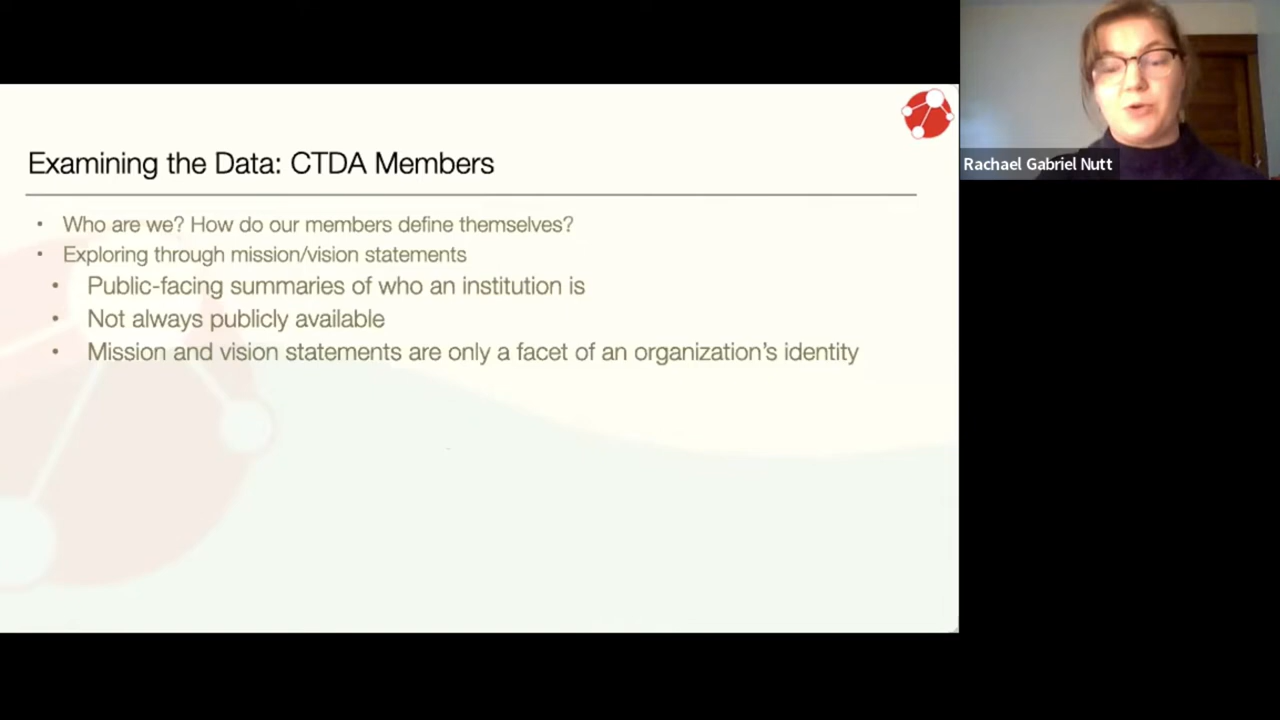 Examining the Data: CTDA Members
• Who are we? How do our members define themselves?
• Exploring through mission/vision statements
• Public-facing summaries of who an institution is
• Not always publicly available
• Mission and vision statements are only a facet of an organization's identity
Rachael Gabriel Nutt